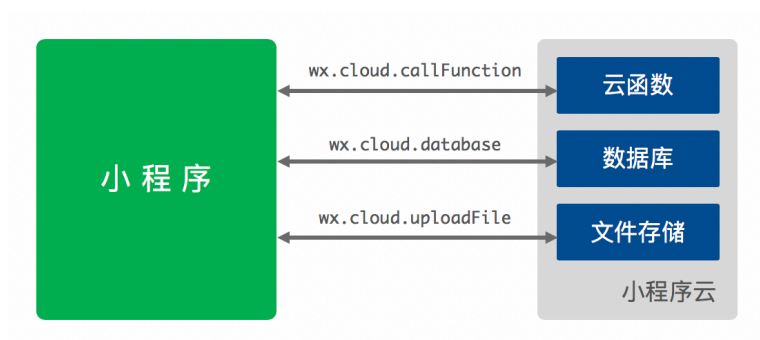 小程序
wx.cloud.callFunction
云函数
wx.cloud.database
数据库
wx.cloud.uploadFile
文件存储
小程序云